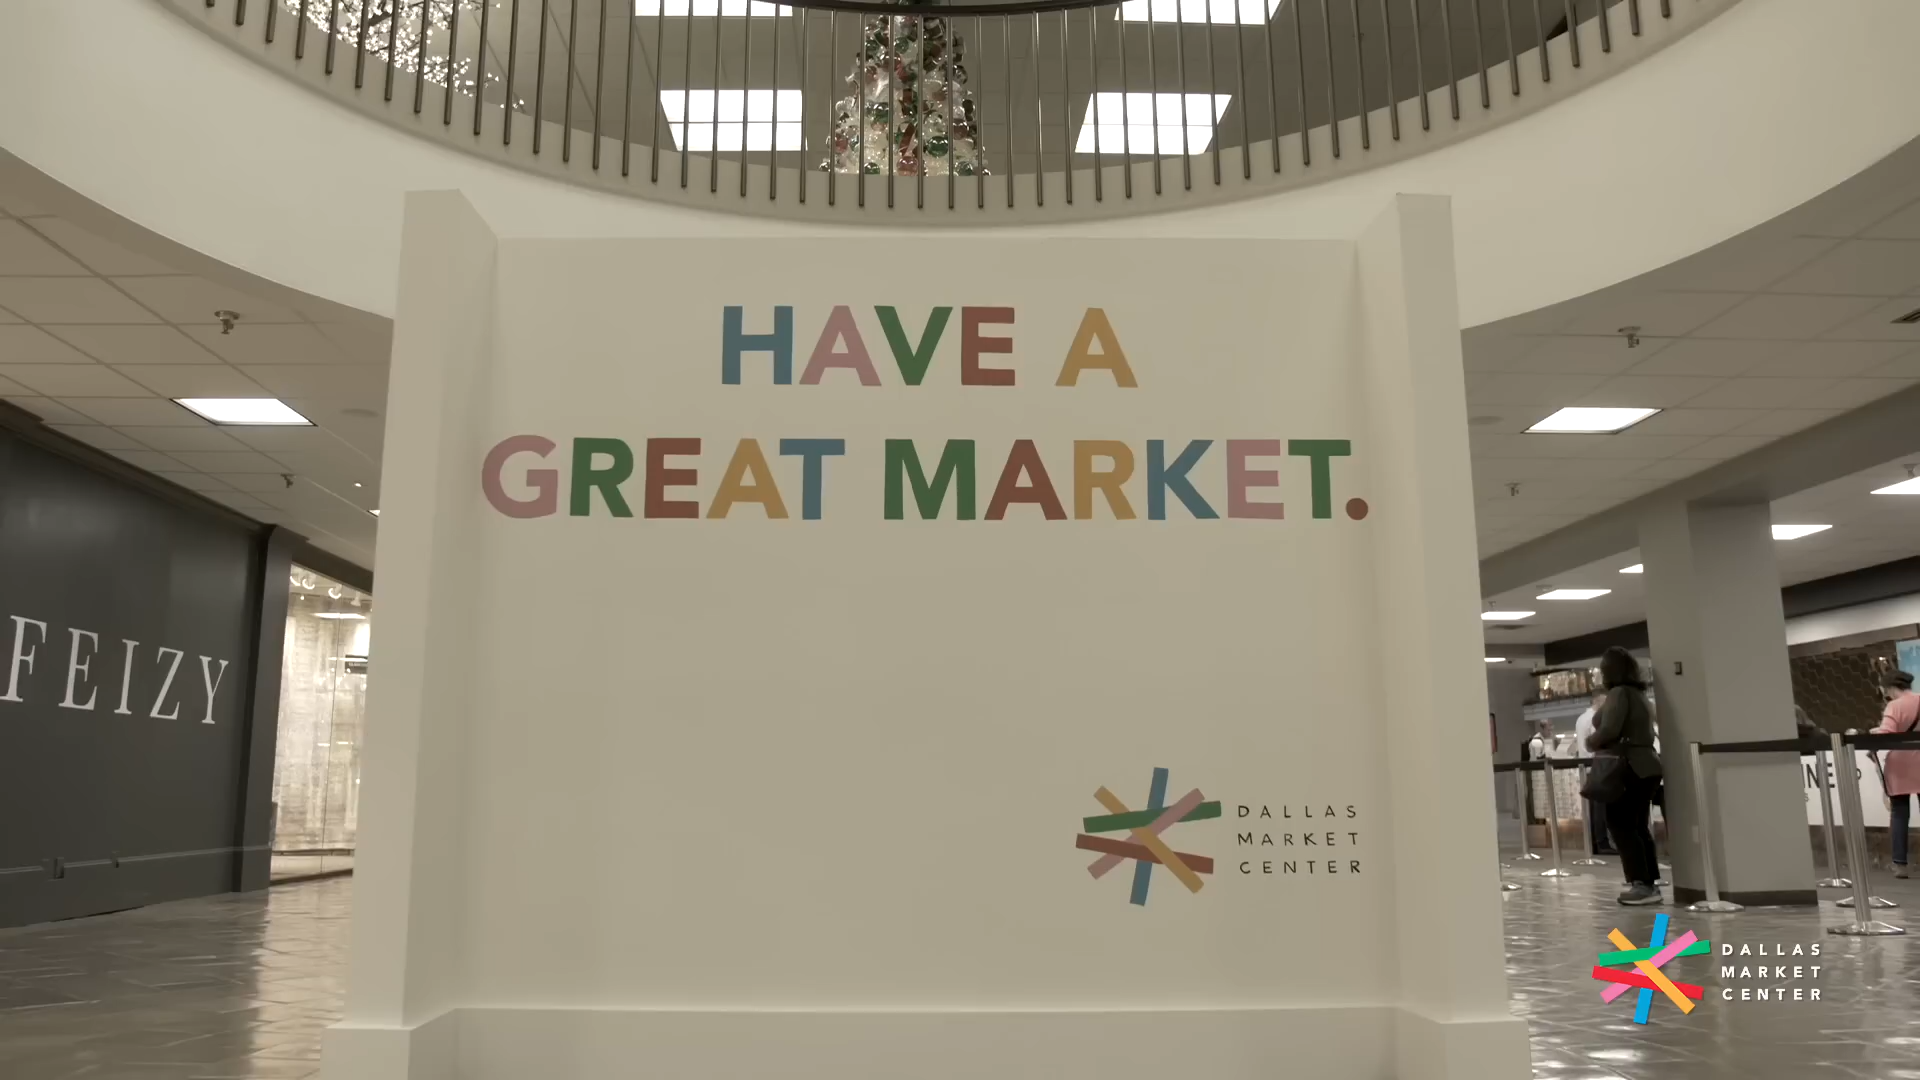 HAVE A
GREAT MARKET.
FEIZY
DALLAS
MARKET
CENTER
DALLAS
MARKET
CENTER